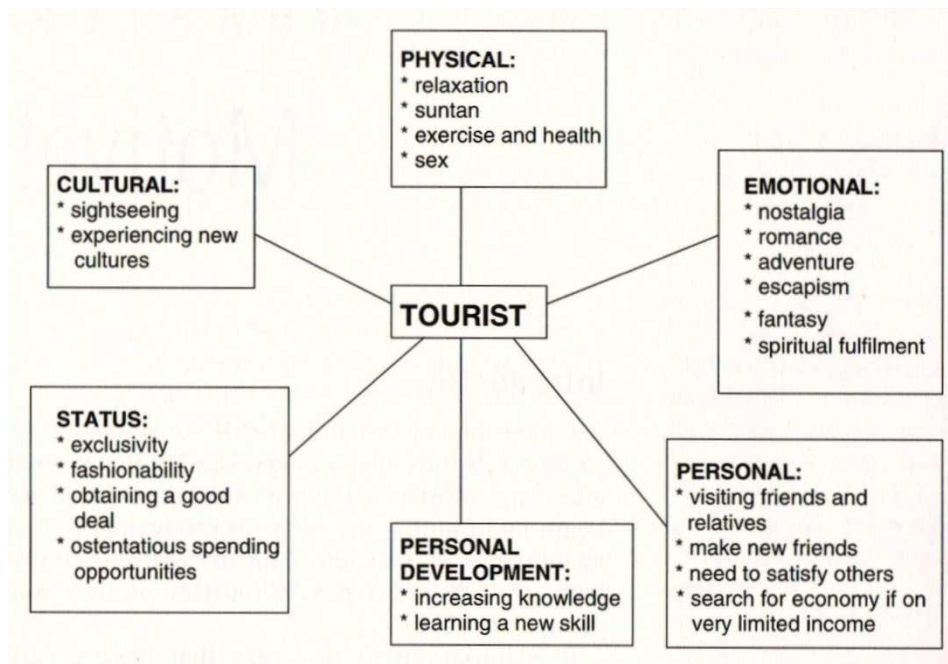 PHYSICAL:
* relaxation
* suntan
* exercise and health
* sex
CULTURAL:
* sightseeing
* experiencing new
cultures
EMOTIONAL:
* nostalgia
* romance
* adventure
* escapism
* fantasy
* spiritual fulfilment
TOURIST
STATUS:
* exclusivity
* fashionability
* obtaining a good
deal
* ostentatious spending
opportunities
PERSONAL
DEVELOPMENT:
* increasing knowledge
* learning a new skill
PERSONAL:
* visiting friends and
relatives
* make new friends
* need to satisfy others
* search for economy if on
very limited income